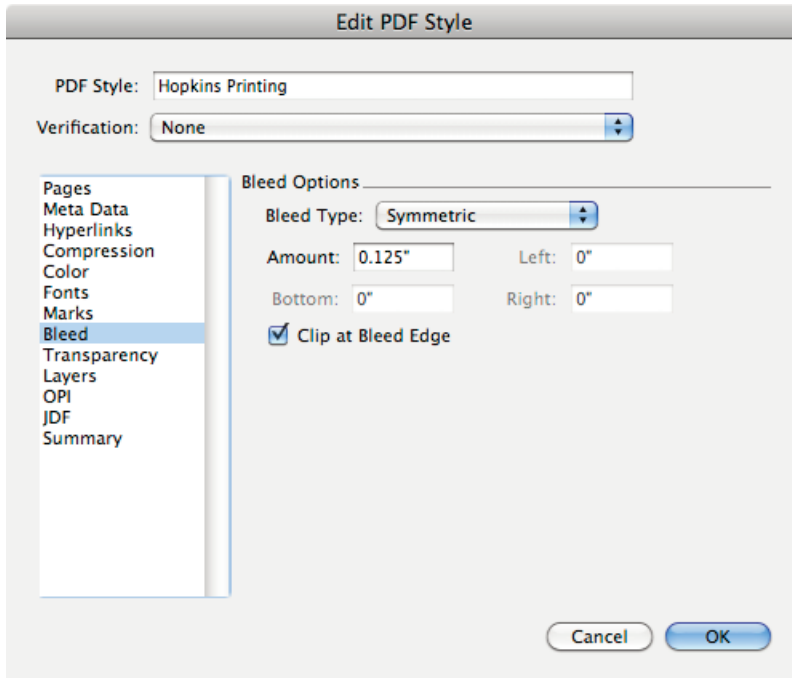 Edit PDF Style
PDF Style: Hopkins Printing
Verification: None
Pages
Meta Data
Hyperlinks
Compression
Color
Fonts
Marks
Bleed
Transparency
Layers
OPI
JDF
Summary
Bleed Options
Bleed Type: Symmetric
Amount: 0.125" Left: 0"
Bottom: 0" Right: 0"
Clip at Bleed Edge
Cancel OK